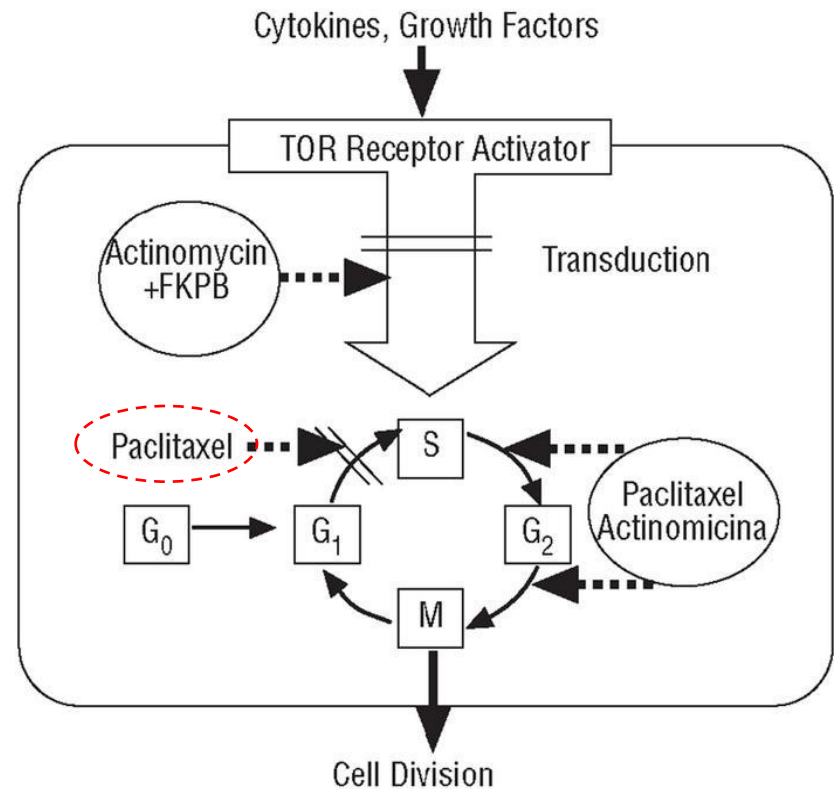 Cytokines, Growth Factors
TOR Receptor Activator
Actinomycin
+FKPB
Transduction
Paclitaxel
S
Paclitaxel
Actinomicina
G₀
G₁
G₂
M
Cell Division